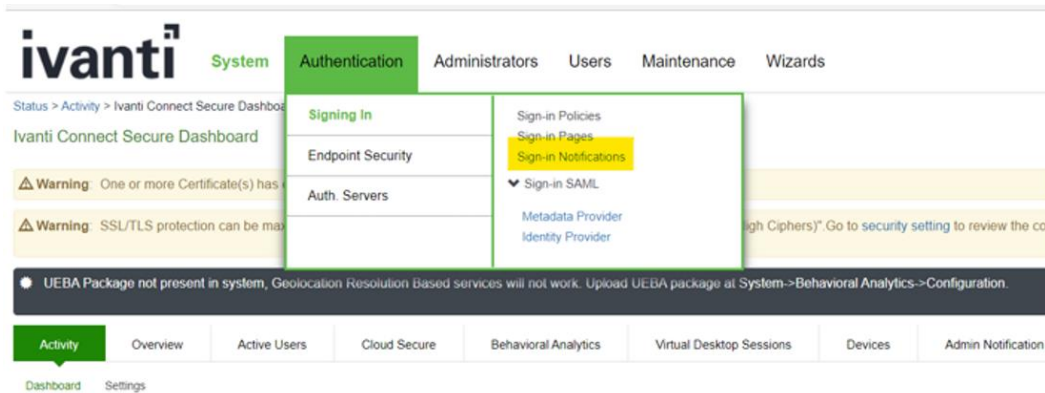 ivanti
System Authentication Administrators Users Maintenance Wizards
Status > Activity > Ivanti Connect Secure
Ivanti Connect Secure Dashboard
Signing In
Endpoint Security
Auth. Servers
Sign-in Policies
Sign-in Pages
Sign-in Notifications
Sign-in SAML
Metadata Provider
Identity Provider
Warning: One or more Certificate(s) has
Warning: SSL/TLS protection can be Ciphers)".Go to security setting to review the
UEBA Package not present in system, Geolocation Resolution Based services will not work. Upload UEBA package at System->Behavioral Analytics->Configuration.
Activity Overview Active Users Cloud Secure Behavioral Analytics Virtual Desktop Sessions Devices Admin Notification
Dashboard Settings